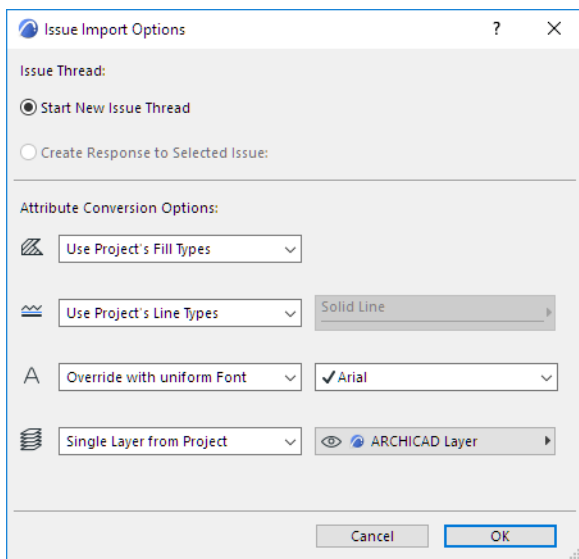 Issue Import Options
Issue Thread:
Start New Issue Thread
Create Response to Selected Issue:
Attribute Conversion Options:
Use Project's Fill Types
Use Project's Line Types Solid Line
Override with uniform Font ✓Arial
Single Layer from Project ARCHICAD Layer
Cancel OK